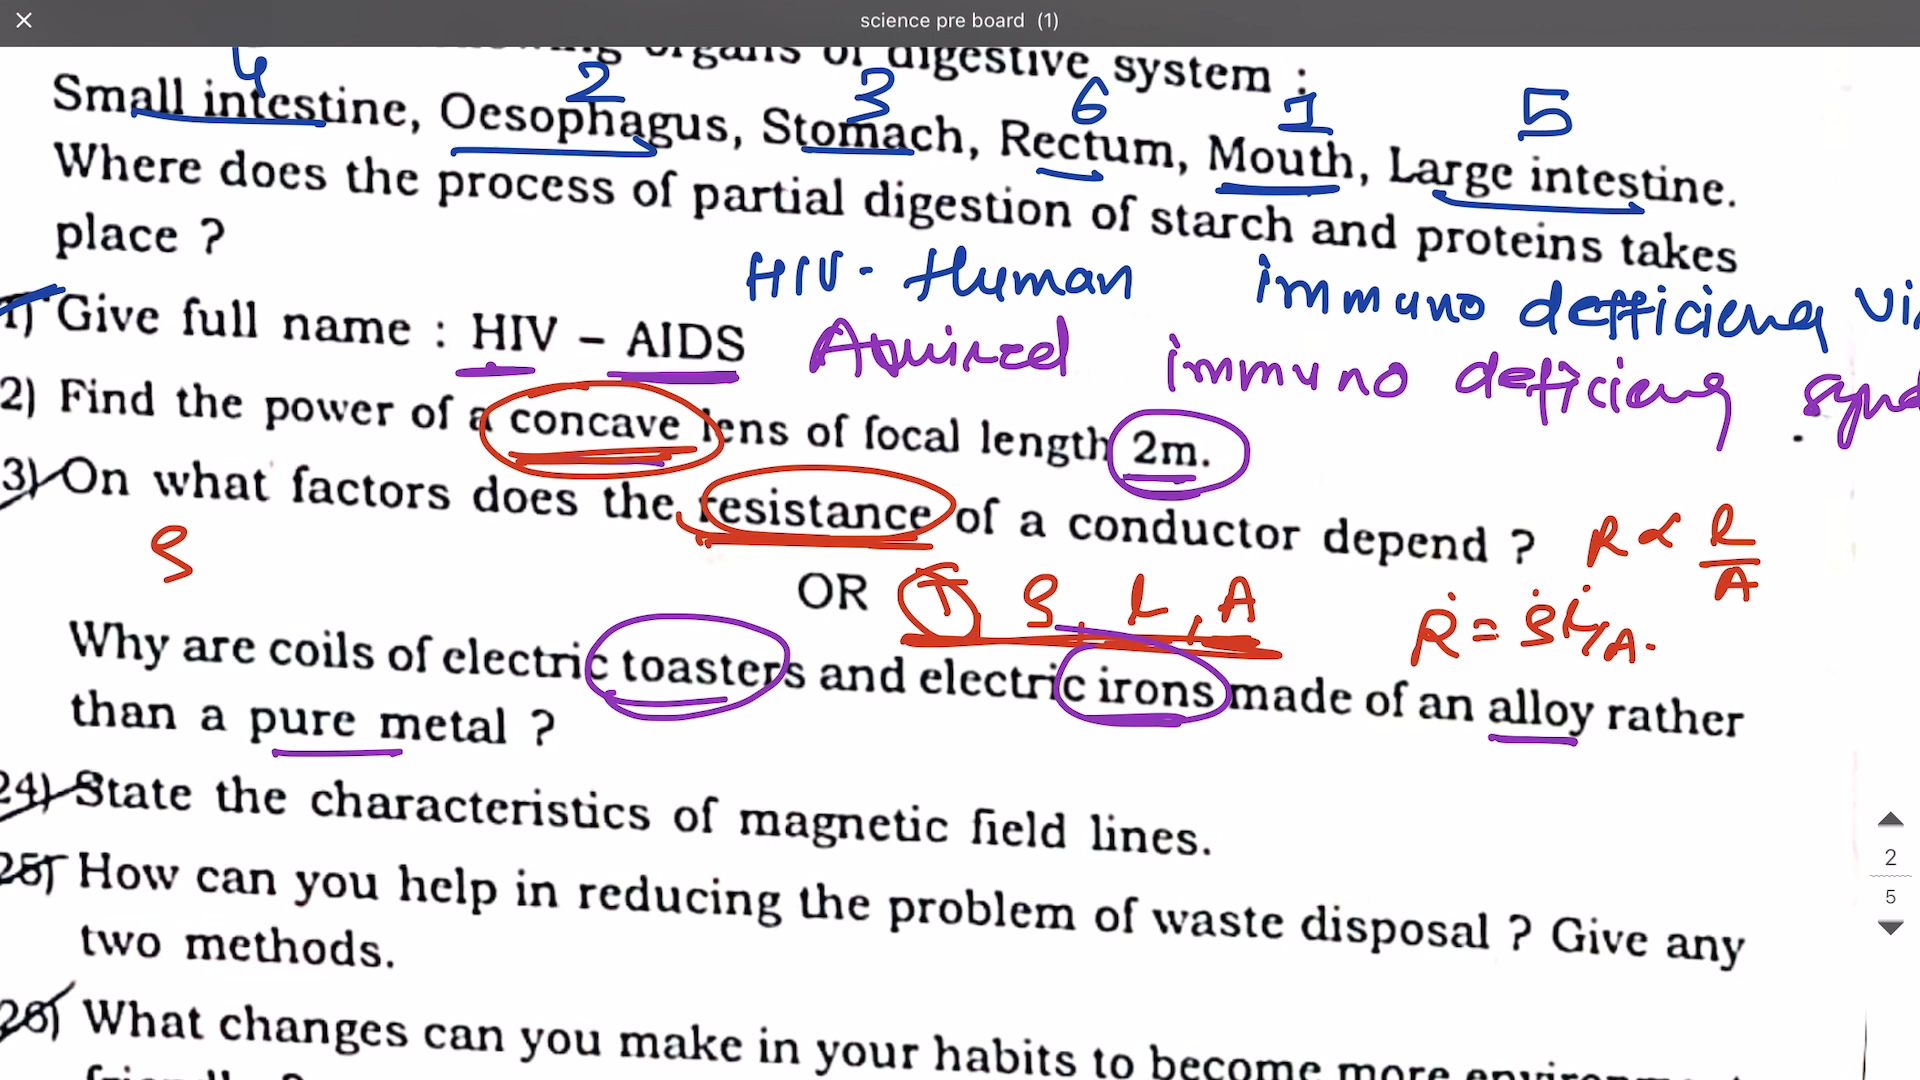 science pre board (1)
organs of digestive system :
4 2 3 6 1 5
Small intestine, Oesophagus, Stomach, Rectum, Mouth, Large intestine.
Where does the process of partial digestion of starch and proteins takes
place ?
HIV- Human immuno defficiency Vi
1) Give full name : HIV – AIDS
immuno deficiency synd
2) Find the power of a concave lens of focal length 2m.
3) On what factors does the resistance of a conductor depend ?
R ∝ l/A
OR
T, ρ, l, A
R = ρl/A.
Why are coils of electric toasters and electric irons made of an alloy rather
than a pure metal ?
24) State the characteristics of magnetic field lines.
25) How can you help in reducing the problem of waste disposal ? Give any
two methods.
26) What changes can you make in your habits to become more environment
2
5